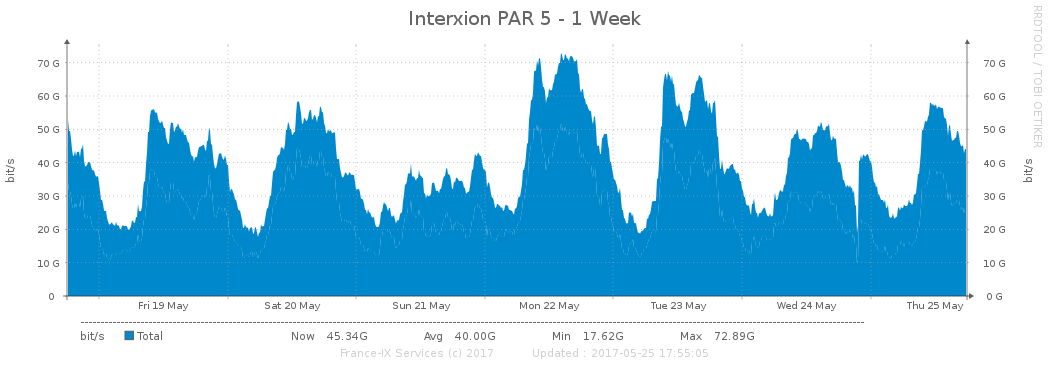 Interxion PAR 5 - 1 Week
RRDTOOL / TOBI OETIKER
bit/s
bit/s
70 G 70 G
60 G 60 G
50 G 50 G
40 G 40 G
30 G 30 G
20 G 20 G
10 G 10 G
0 0 G
Fri 19 May Sat 20 May Sun 21 May Mon 22 May Tue 23 May Wed 24 May Thu 25 May
bit/s Total Now 45.34G Avg 40.00G Min 17.62G Max 72.89G
France-IX Services (c) 2017 Updated : 2017-05-25 17:55:05